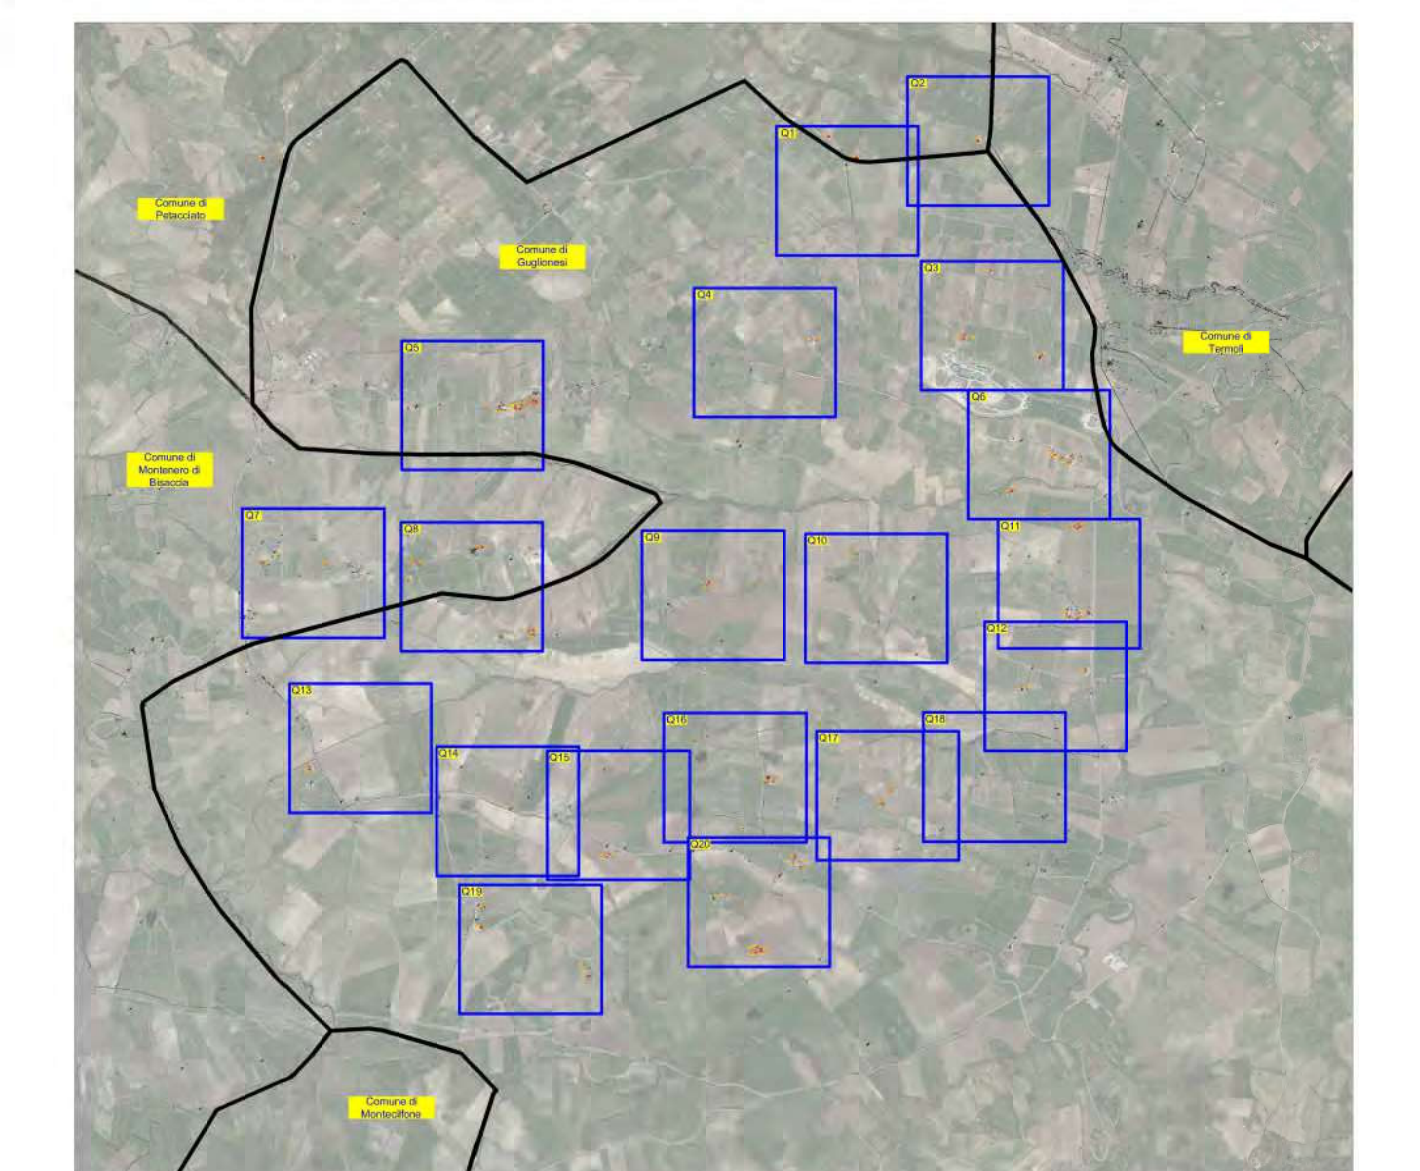 Q2
Q1
Comune di
Petacciato
Comune di
Guglionesi
Q3
Q4
Comune di
Termoli
Q5
Q6
Comune di
Montenero di
Bisaccia
Q7
Q8
Q11
Q9
Q10
Q12
Q13
Q16
Q18
Q17
Q14
Q15
Q20
Q19
Comune di
Montecilfone